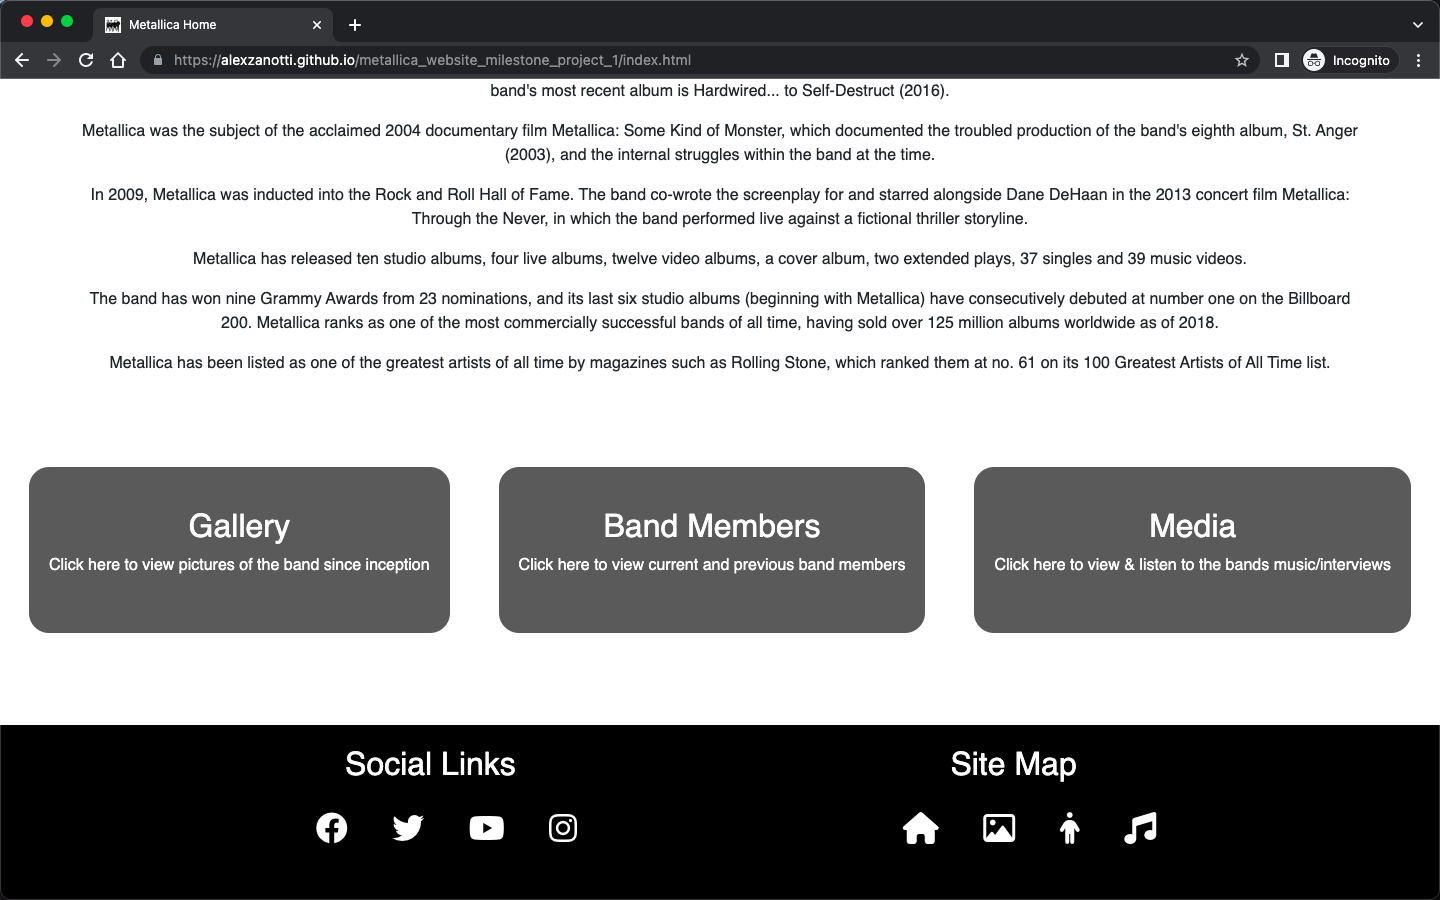 Metallica Home
https://alexzanotti.github.io/metallica_website_milestone_project_1/index.html
Incognito
band's most recent album is Hardwired... to Self-Destruct (2016).
Metallica was the subject of the acclaimed 2004 documentary film Metallica: Some Kind of Monster, which documented the troubled production of the band's eighth album, St. Anger
(2003), and the internal struggles within the band at the time.
In 2009, Metallica was inducted into the Rock and Roll Hall of Fame. The band co-wrote the screenplay for and starred alongside Dane DeHaan in the 2013 concert film Metallica:
Through the Never, in which the band performed live against a fictional thriller storyline.
Metallica has released ten studio albums, four live albums, twelve video albums, a cover album, two extended plays, 37 singles and 39 music videos.
The band has won nine Grammy Awards from 23 nominations, and its last six studio albums (beginning with Metallica) have consecutively debuted at number one on the Billboard
200. Metallica ranks as one of the most commercially successful bands of all time, having sold over 125 million albums worldwide as of 2018.
Metallica has been listed as one of the greatest artists of all time by magazines such as Rolling Stone, which ranked them at no. 61 on its 100 Greatest Artists of All Time list.
Gallery
Click here to view pictures of the band since inception
Band Members
Click here to view current and previous band members
Media
Click here to view & listen to the bands music/interviews
Social Links
Site Map